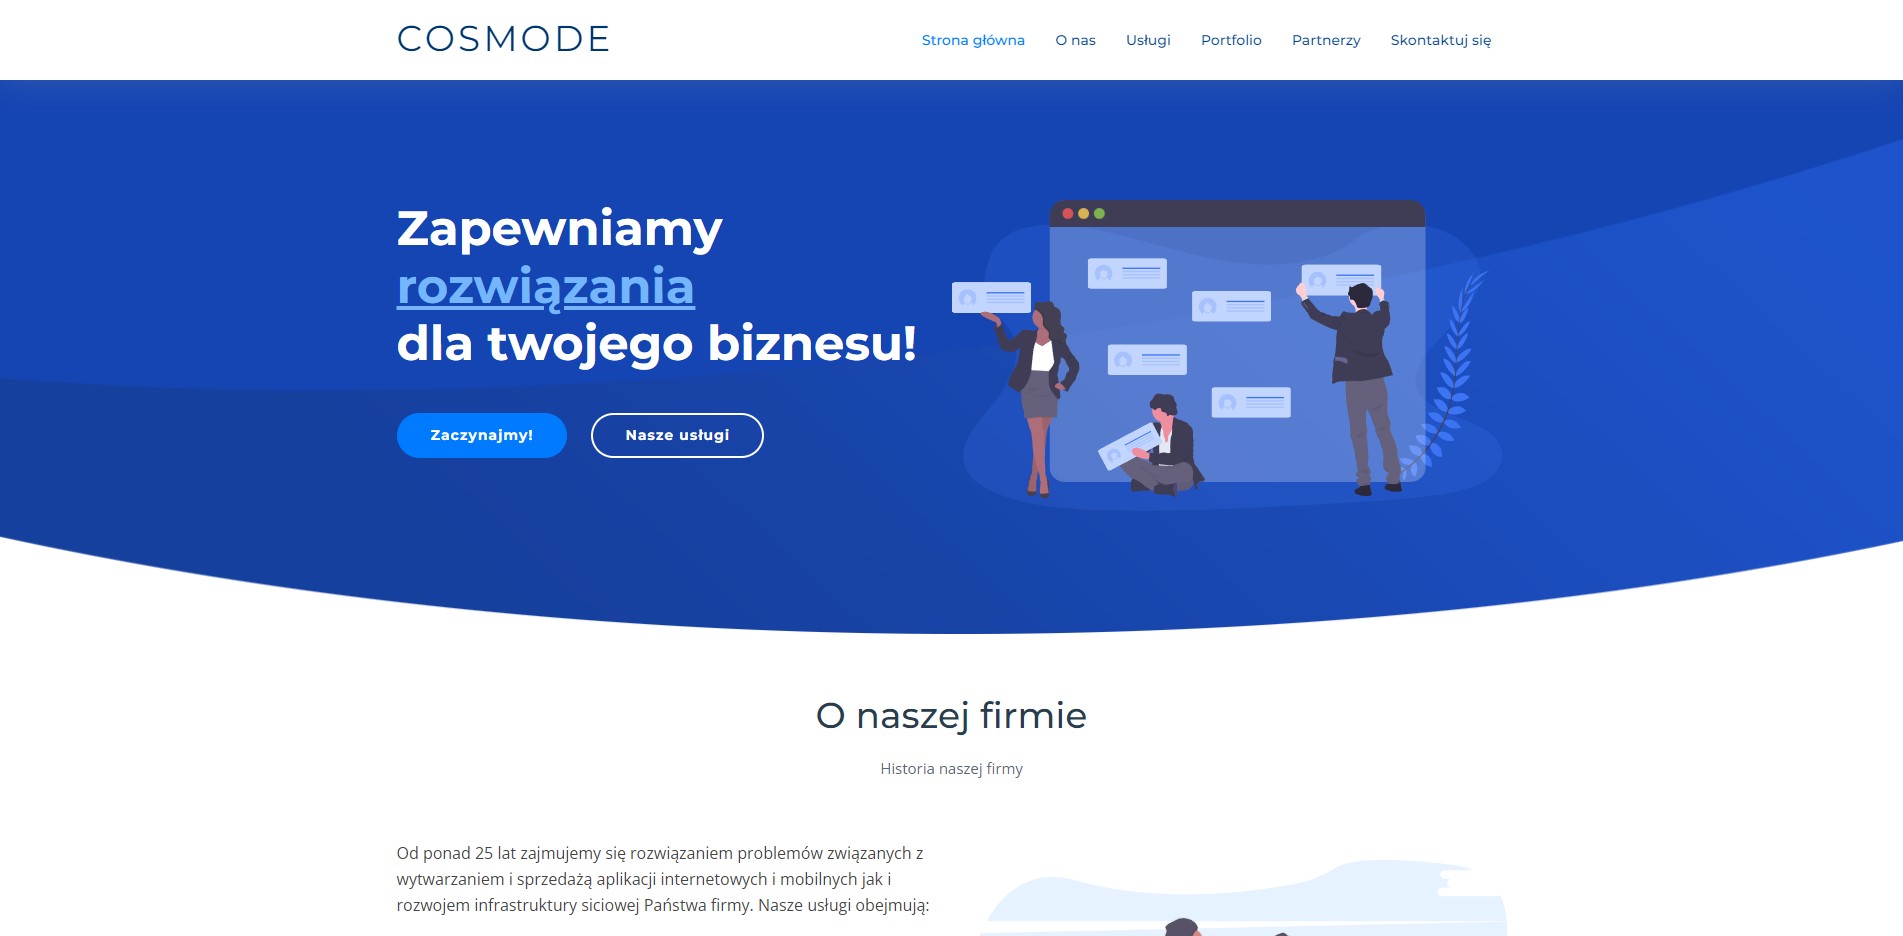 COSMODE
Strona główna O nas Usługi Portfolio Partnerzy Skontaktuj się
Zapewniamy
rozwiązania
dla twojego biznesu!
Zaczynajmy! Nasze usługi
O naszej firmie
Historia naszej firmy
Od ponad 25 lat zajmujemy się rozwiązaniem problemów związanych z
wytwarzaniem i sprzedażą aplikacji internetowych i mobilnych jak i
rozwojem infrastruktury siciowej Państwa firmy. Nasze usługi obejmują: